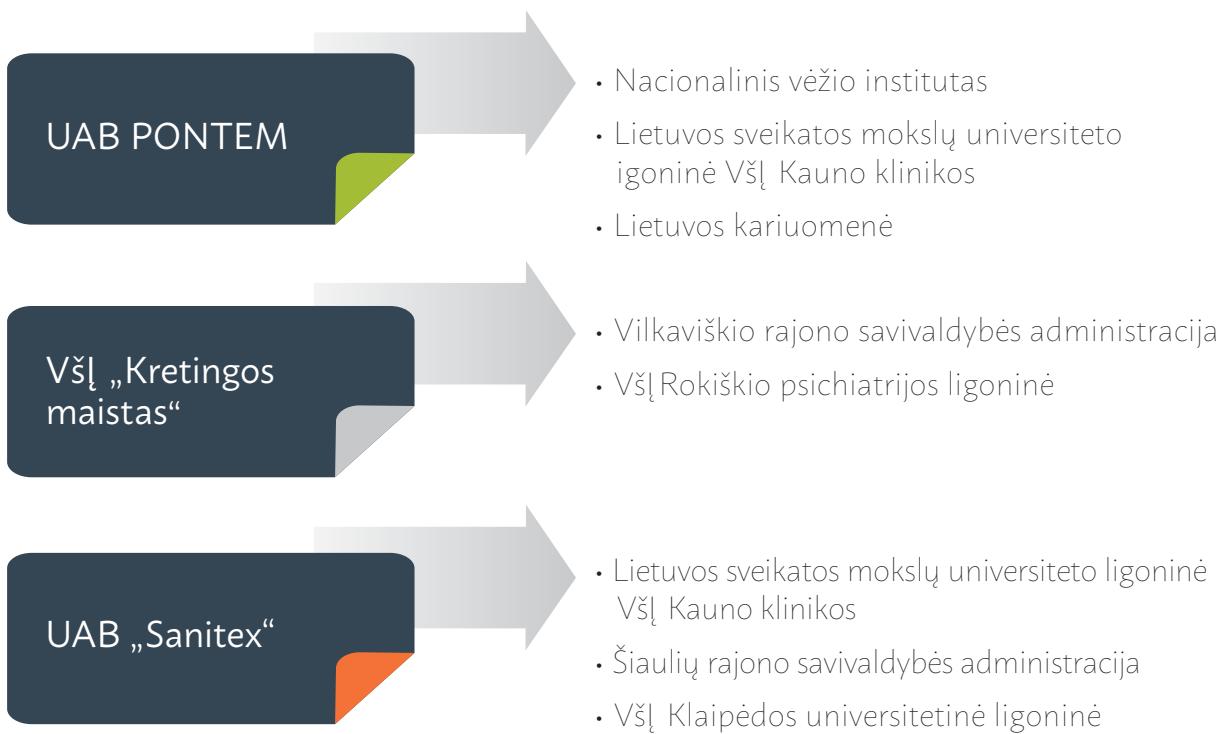 UAB PONTEM
• Nacionalinis vėžio institutas
• Lietuvos sveikatos mokslų universiteto
igoninė VšĮ Kauno klinikos
• Lietuvos kariuomenė
VšĮ „Kretingos
maistas“
• Vilkaviškio rajono savivaldybės administracija
• VšĮ Rokiškio psichiatrijos ligoninė
UAB „Sanitex“
• Lietuvos sveikatos mokslų universiteto ligoninė
VšĮ Kauno klinikos
• Šiaulių rajono savivaldybės administracija
• VšĮ Klaipėdos universitetinė ligoninė